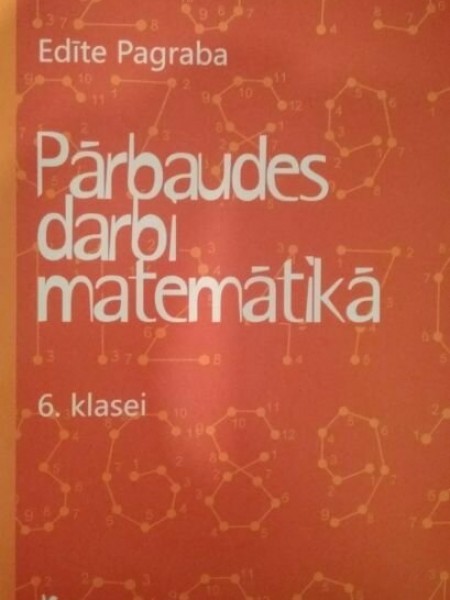 Edīte Pagraba
Pārbaudes
darbi
matemātikā
6. klasei